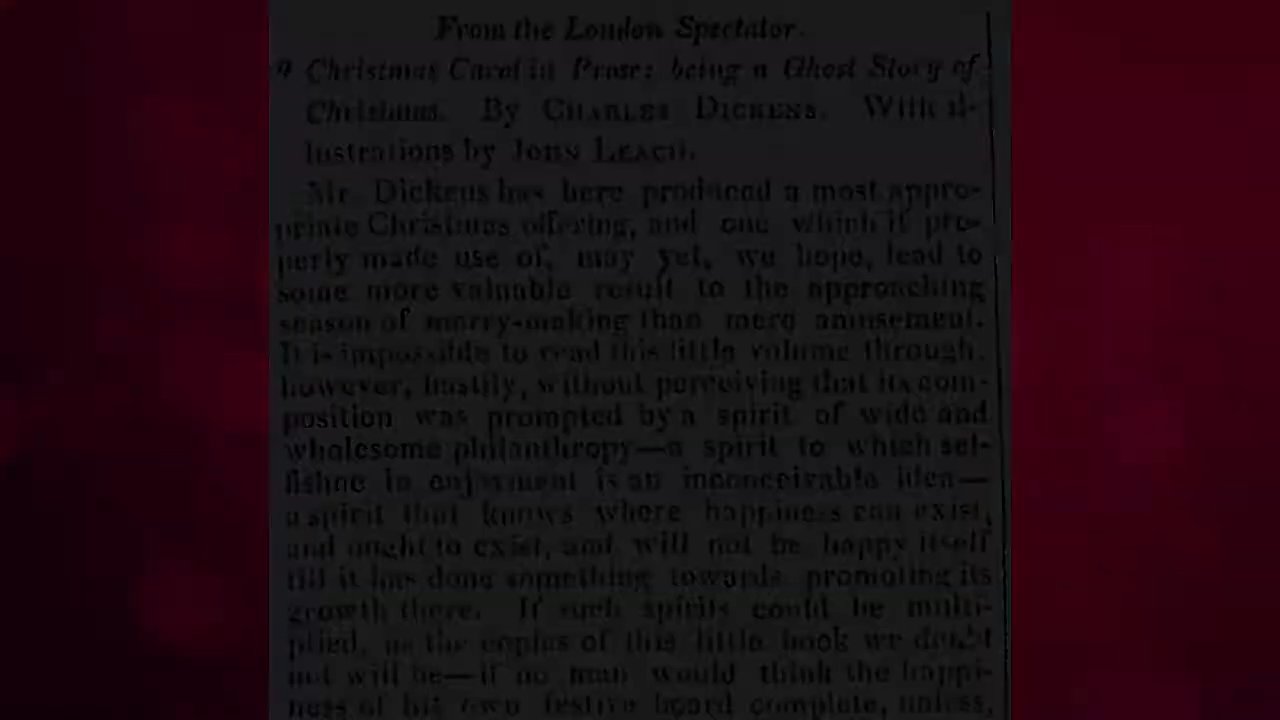 From the London Spectator.
Christmas Carol in Prose: being a Ghost Story of
Christmas. By CHARLES DICKENS. With il-
lustrations by JOHN LEACH.
Mr. Dickens has here produced a most appro-
priate Christmas offering, and one which if pro-
perly made use of, may yet, we hope, lead to
some more valuable result to the approaching
season of merry-making than mere amusement.
It is impossible to read this little volume through,
however, hastily, without perceiving that its com-
position was prompted by a spirit of wide and
wholesome philanthropy—a spirit to which sel-
fishne in enjoyment is an inconceivable idea—
a spirit that knows where happiness can exist,
and ought to exist, and will not be happy itself
till it has done something towards promoting its
growth there. If such spirits could be multi-
plied, as the copies of this little book we doubt
not will be—if no man would think the happi-
ness of his own festive board complete, unless,